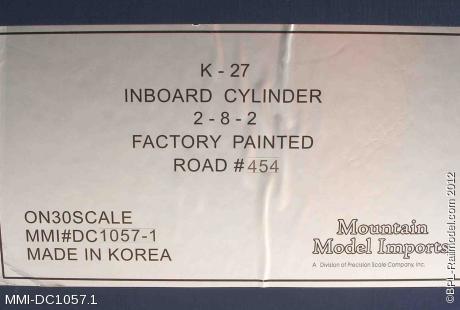 K-27
INBOARD CYLINDER
2-8-2
FACTORY PAINTED
ROAD #454
ON30SCALE
MMI#DC1057-1
MADE IN KOREA
Mountain
Model Imports
A Division of Precision Scale Company, Inc.
©BPL-Railmodel.com 2012
MMI-DC1057.1